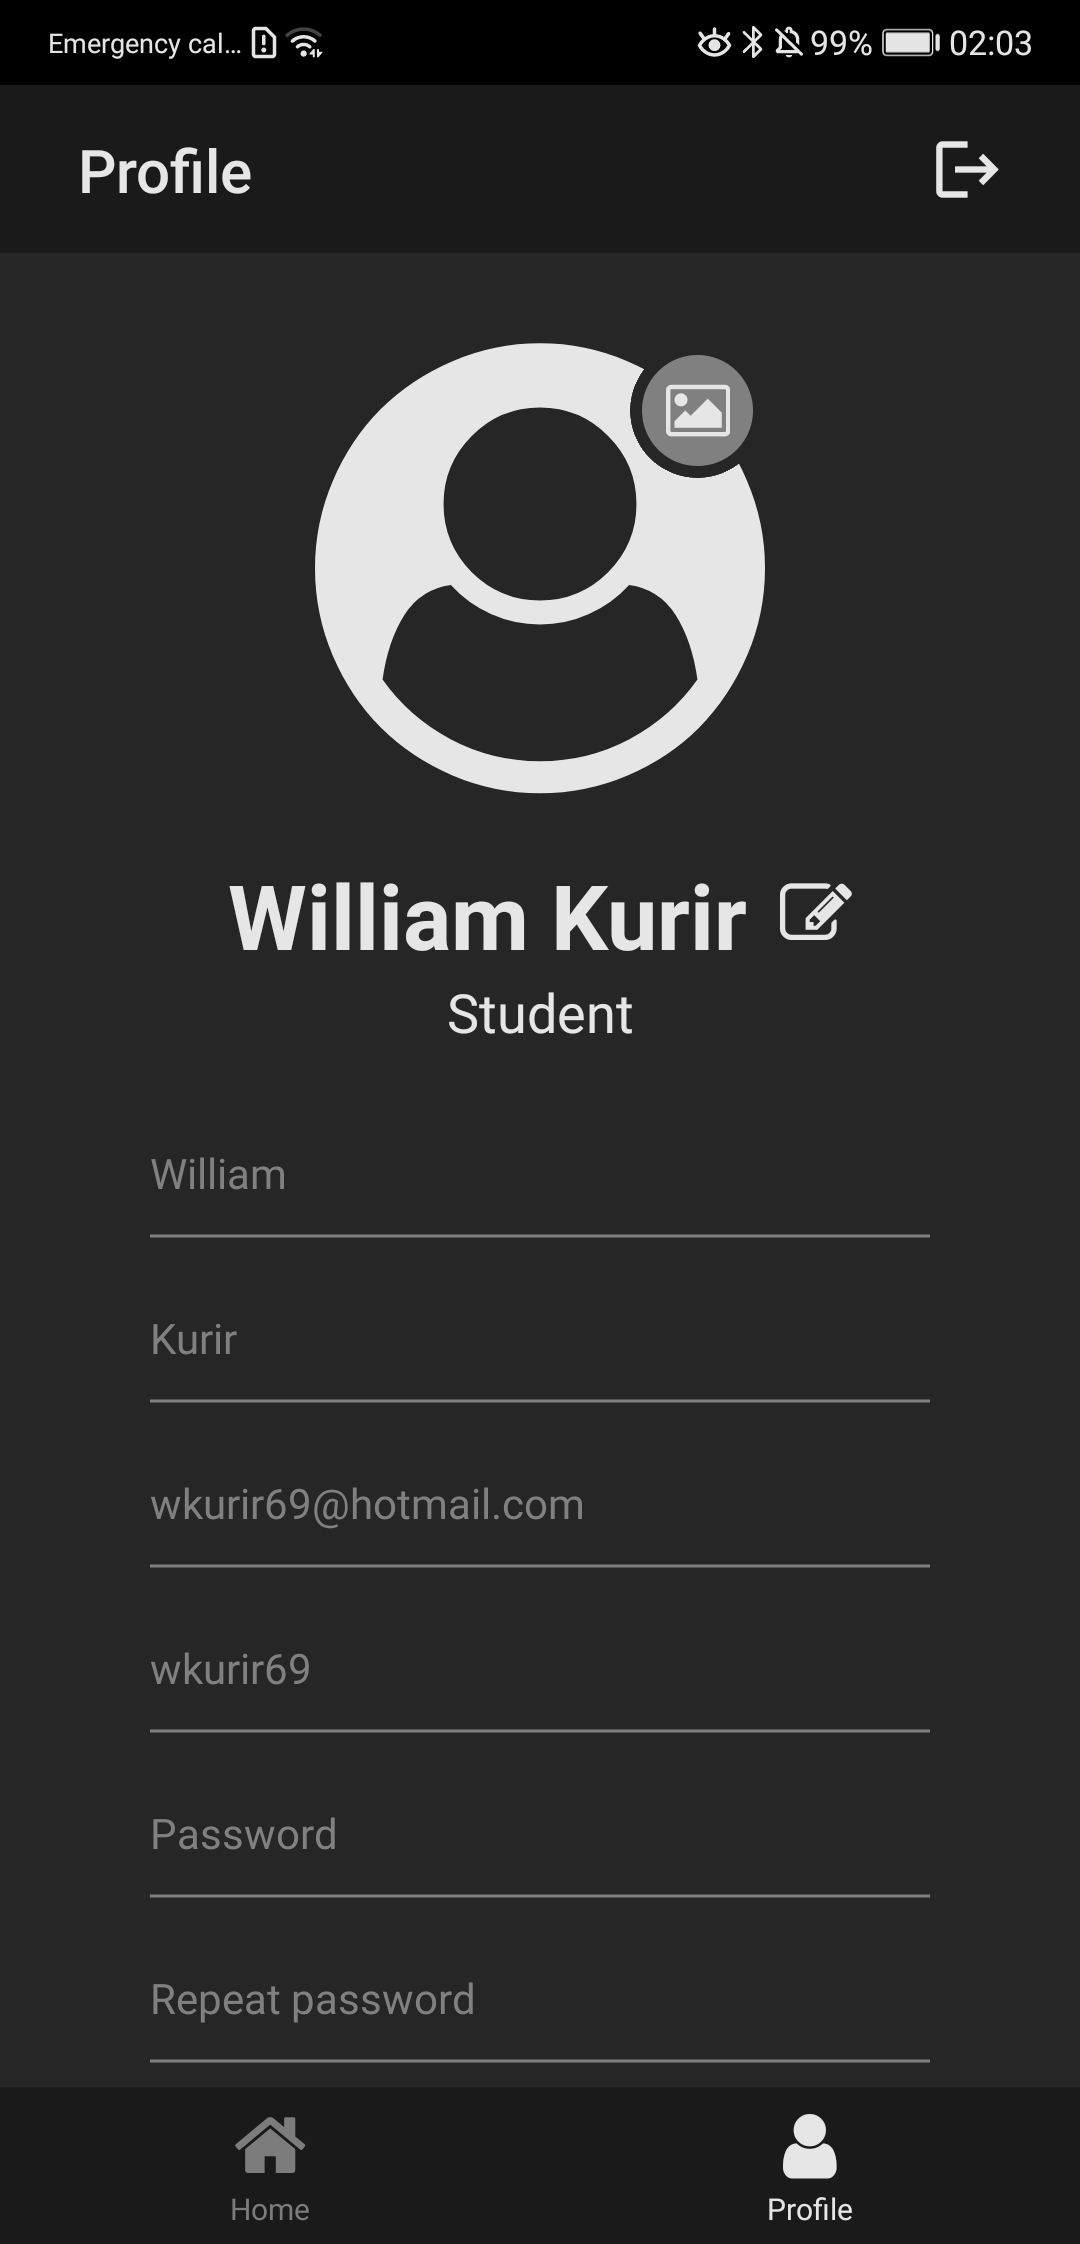 Emergency cal... 99% 02:03
Profile
William Kurir
Student
William
Kurir
wkurir69@hotmail.com
wkurir69
Password
Repeat password
Home Profile